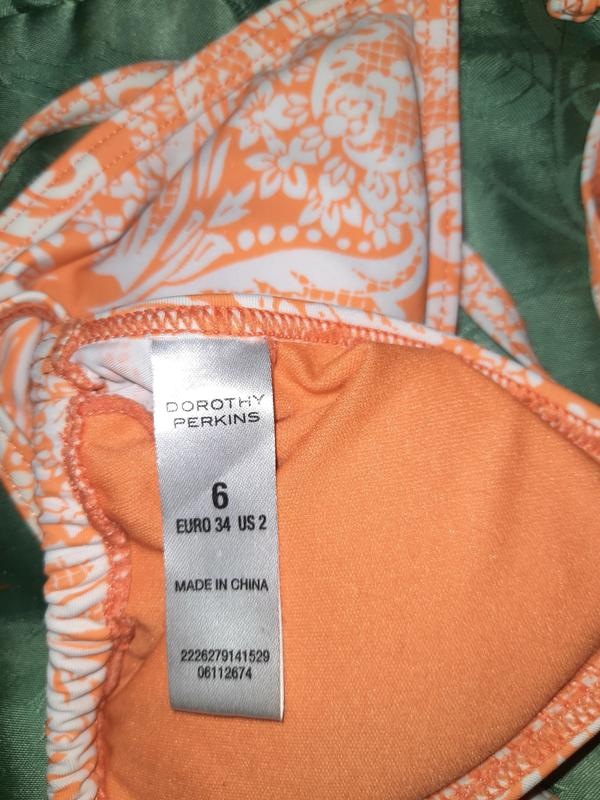 DOROTHY
PERKINS
6
EURO 34 US 2
MADE IN CHINA
2226279141529
06112674